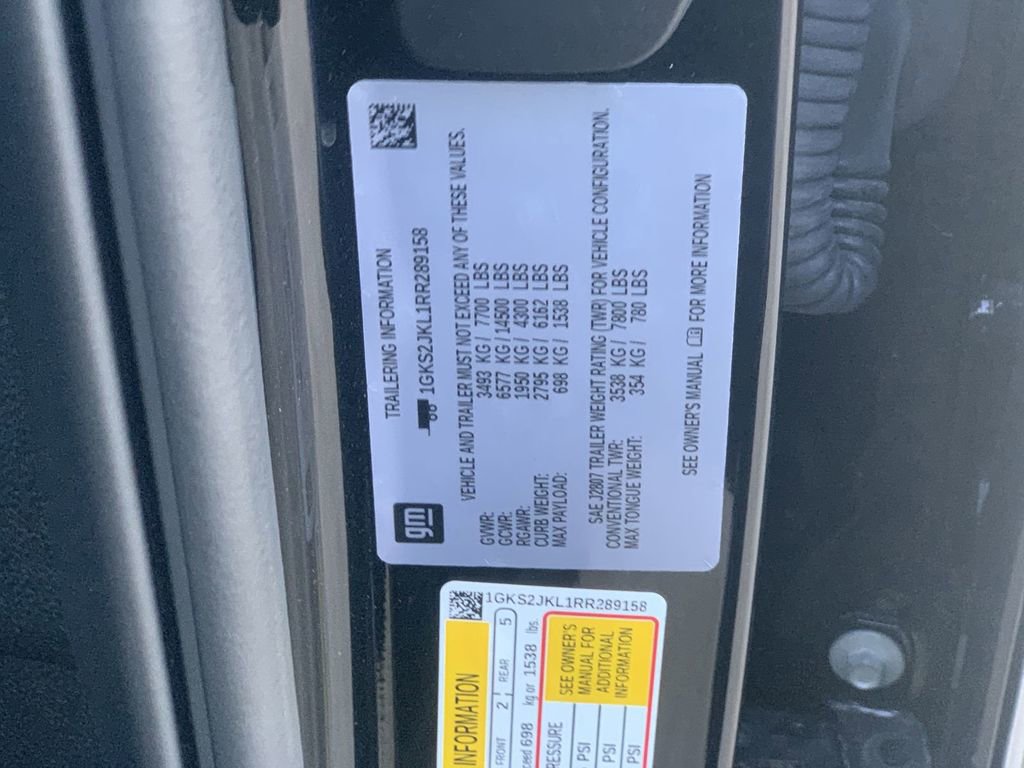 gm
TRAILERING INFORMATION
1GKS2JKL1RR289158
VEHICLE AND TRAILER MUST NOT EXCEED ANY OF THESE VALUES.
GVWR: 3493 KG / 7700 LBS
GCWR: 6577 KG / 14500 LBS
RGAWR: 1950 KG / 4300 LBS
CURB WEIGHT: 2795 KG / 6162 LBS
MAX PAYLOAD: 698 KG / 1538 LBS
SAE J2807 TRAILER WEIGHT RATING (TWR) FOR VEHICLE CONFIGURATION.
CONVENTIONAL TWR: 3538 KG / 7800 LBS
MAX TONGUE WEIGHT: 354 KG / 780 LBS
SEE OWNER'S MANUAL FOR MORE INFORMATION
INFORMATION
1GKS2JKL1RR289158
FRONT 2 REAR 5
698 kg or 1538 lbs.
SEE OWNER'S
MANUAL FOR
ADDITIONAL
INFORMATION
PSI
PSI
PSI